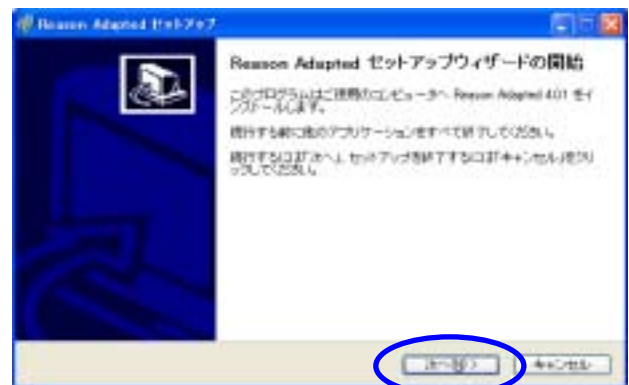 Reason Adapted セットアップ
Reason Adapted セットアップウィザードの開始
このプログラムはご使用のコンピュータへ Reason Adapted 4.01 をイ
ンストールします。
続行する前に他のアプリケーションをすべて終了してください。
続行するには「次へ」、セットアップを終了するには「キャンセル」をクリ
ックしてください。
次へ(N) >
キャンセル